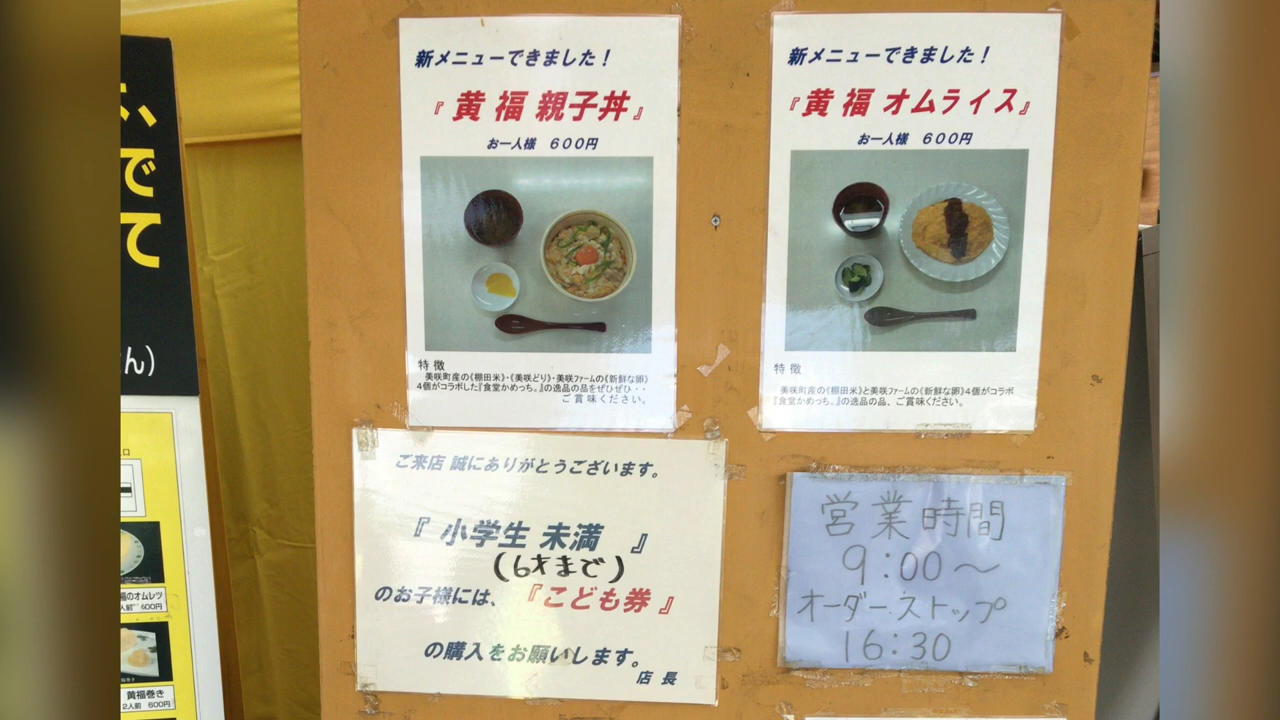 い、
でて
ん）
福のオムレツ
人前 600円
黄福巻き
2人前 600円
新メニューできました！
『黄福 親子丼』
お一人様 ６００円
特徴
美咲町産の《棚田米》・《美咲どり》・美咲ファームの《新鮮な卵》
４個がコラボした『食堂かめっち。』の逸品の品をぜひぜひ・・
ご賞味ください。
新メニューできました！
『黄福 オムライス』
お一人様 ６００円
特徴
美咲町産の《棚田米》と美咲ファームの《新鮮な卵》４個がコラボ
『食堂かめっち。』の逸品の品、ご賞味ください。
ご来店 誠にありがとうございます。
『小学生 未満 』
(6才まで)
のお子様には、『こども券 』
の購入をお願いします。
店 長
営業時間
9:00〜
オーダーストップ
16:30